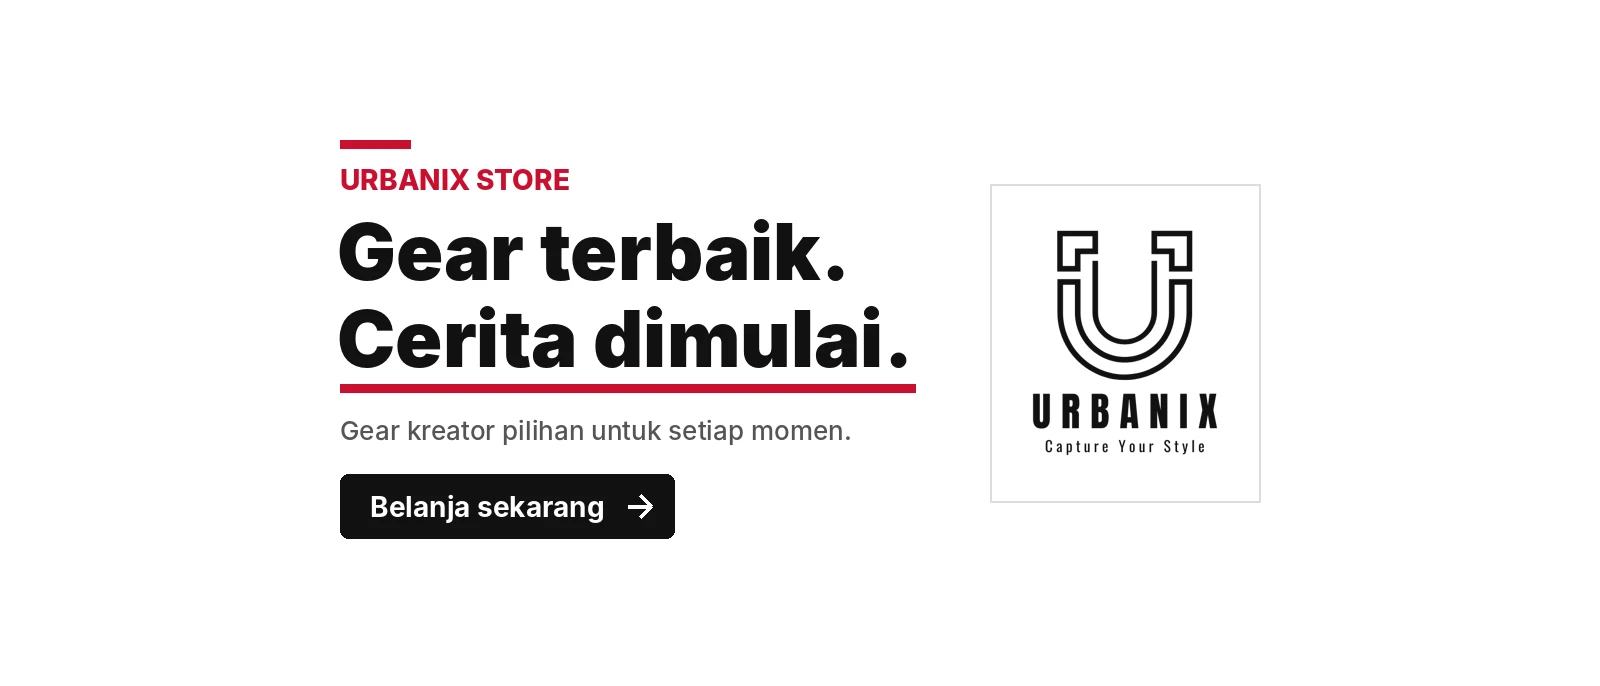 URBANIX STORE
Gear terbaik.
Cerita dimulai.
Gear kreator pilihan untuk setiap momen.
Belanja sekarang
URBANIX
Capture Your Style